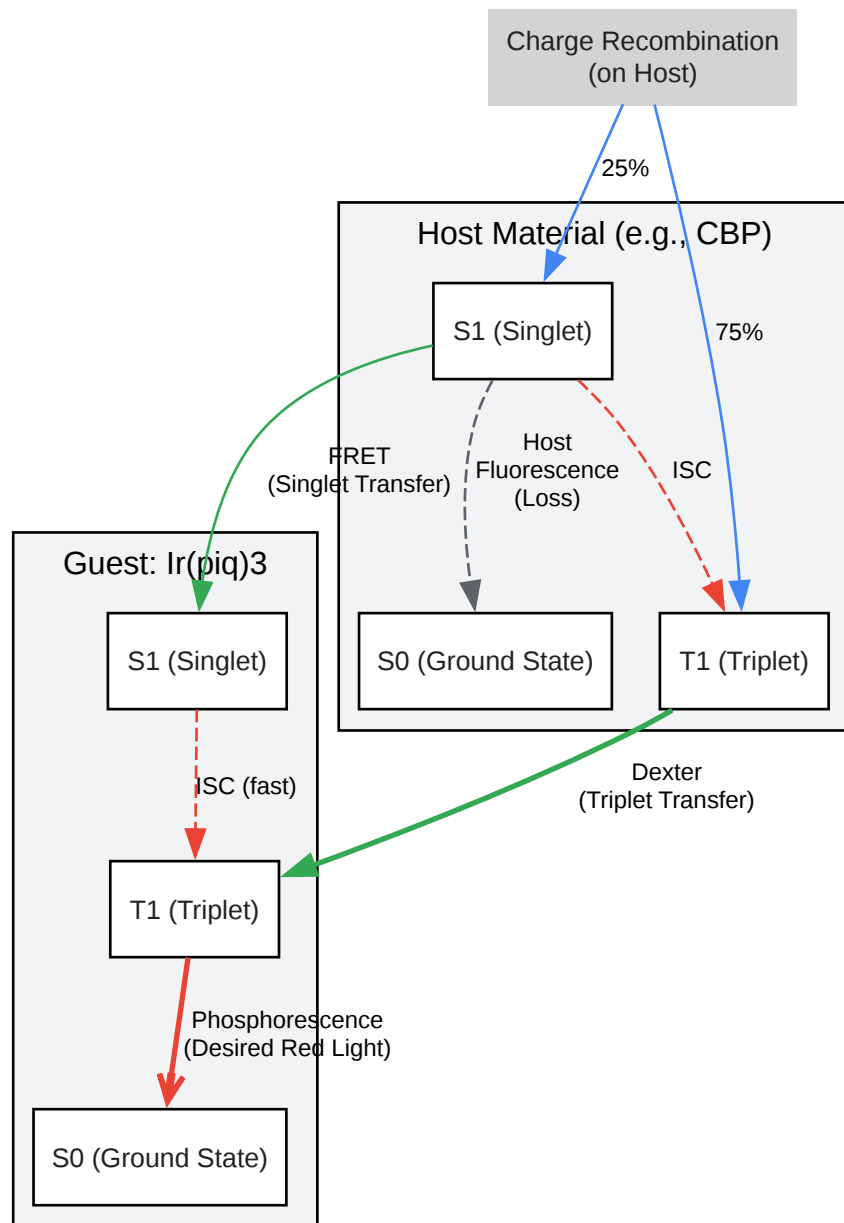 Charge Recombination
(on Host)
25%
Host Material (e.g., CBP)
S1 (Singlet)
75%
FRET
(Singlet Transfer)
Host
Fluorescence
(Loss)
ISC
Guest: Ir(piq)3
S1 (Singlet)
S0 (Ground State)
T1 (Triplet)
ISC (fast)
Dexter
(Triplet Transfer)
T1 (Triplet)
Phosphorescence
(Desired Red Light)
S0 (Ground State)